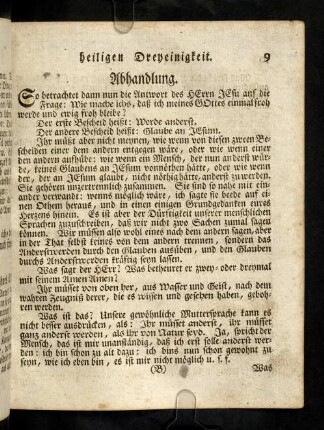 heiligen Dreyeinigkeit. 9
Abhandlung.
So betrachtet dann nun die Antwort des HErrn JEsu auf die
Frage: Wie mache ichs, daß ich meines GOttes einmal froh
werde und ewig froh bleibe?
Der erste Bescheid heißt: Werde anderst.
Der andere Bescheid heißt: Glaube an JEsum.
Ihr müßt aber nicht meynen, wie wenn von diesen zween Be-
scheiden einer dem andern entgegen wäre, oder wie wenn einer
den andern aufhübe: wie wenn ein Mensch, der nun anderst wür-
de, keines Glaubens an JEsum vonnöthen hätte, oder wie wenn
der, der an JEsum glaubt, nicht nöthig hätte, anderst zu werden.
Sie gehören unzertrennlich zusammen. Sie sind so nahe mit ein-
ander verwandt: wenns möglich wäre, ich sagte sie beede auf ei-
nen Othem heraus, und in einen einigen Grundgedanken eures
Herzens hinein. Es ist aber der Dürftigkeit unserer menschlichen
Sprachen zuzuschreiben, daß wir nicht zwo Sachen zumal sagen
können. Wir müssen also wohl eines nach dem andern sagen, aber in
der That selbst keines von dem andern trennen, sondern das
Anderstwerden durch den Glauben ausüben, und den Glauben
durchs Anderstwerden kräftig seyn lassen.
Was sagt der HErr? Was betheuret er zwey- oder dreymal
mit seinem Amen Amen?
Ihr müsset von oben her, aus Wasser und Geist, nach dem
wahren Zeugniß derer, die es wissen und gesehen haben, geboh-
ren werden.
Was ist das? Unsere gewöhnliche Muttersprache kann es
nicht besser ausdrücken, als: Ihr müsset anderst, ihr müsset
ganz anderst werden, als ihr von Natur seyd. Ja, spricht der
Mensch, das ist mir unanständig, daß ich erst solle anderst wer-
den: ich bin schon zu alt dazu: ich bins nun schon gewohnt zu
seyn, wie ich eben bin, es ist mir nicht möglich u. s. f.
(B) Was